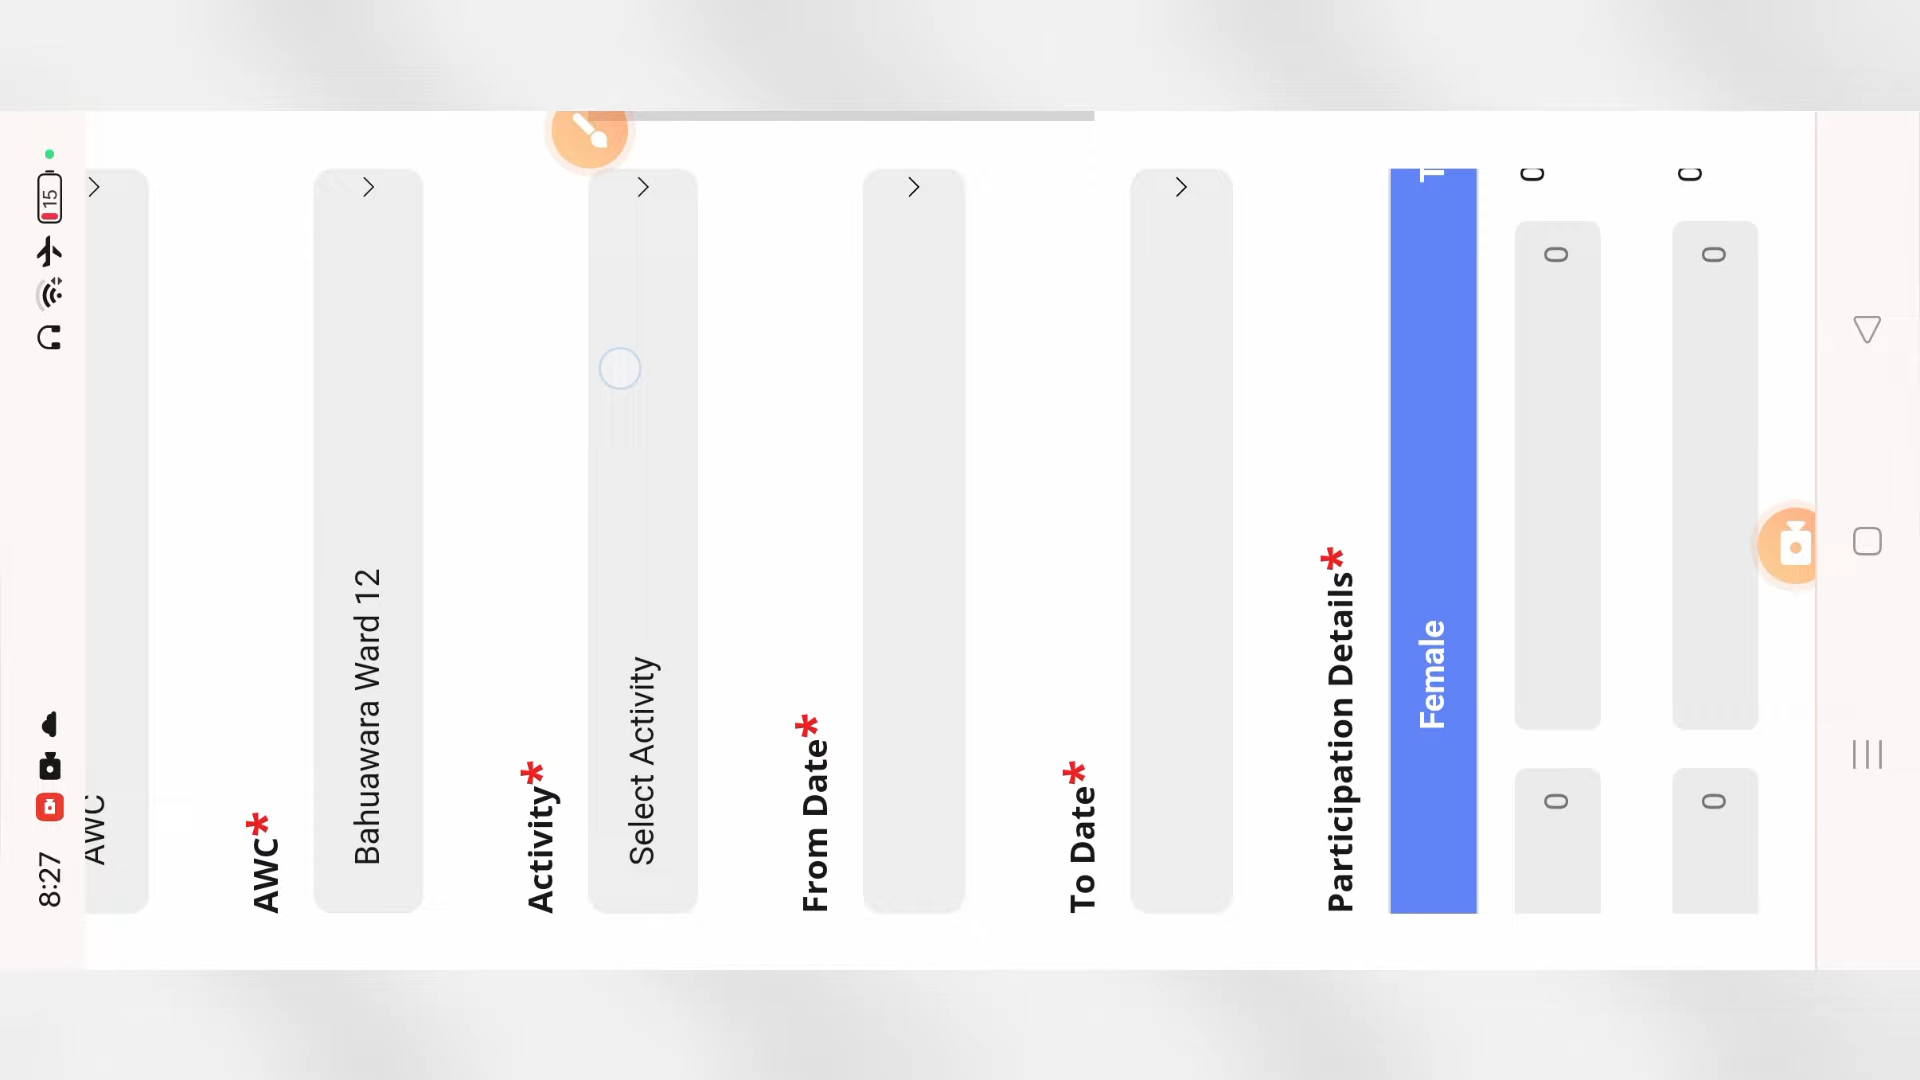 8:27
15
AWC
AWC*
Bahuawara Ward 12
Activity*
Select Activity
From Date*
To Date*
Participation Details*
Female
0 0
0 0